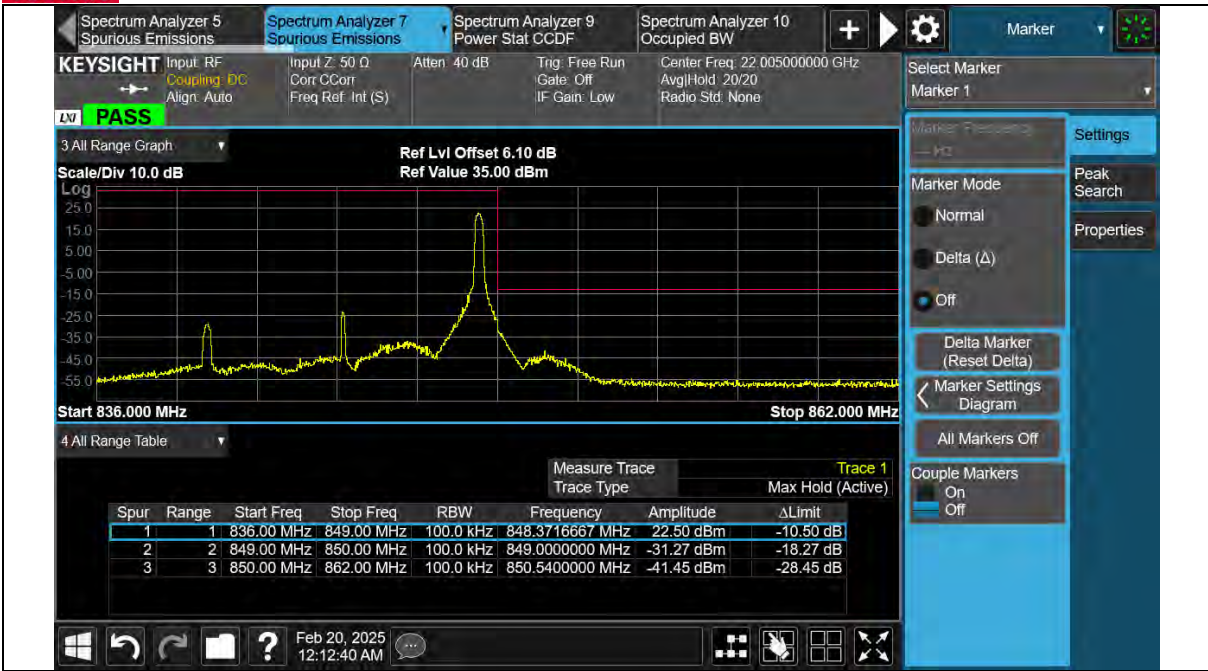 Spectrum Analyzer 5
Spurious Emissions
Spectrum Analyzer 7
Spurious Emissions
Spectrum Analyzer 9
Power Stat CCDF
Spectrum Analyzer 10
Occupied BW
+
Marker
KEYSIGHT
Input: RF
Coupling: DC
Align: Auto
Input Z: 50 Ω
Corr CCorr
Freq Ref: Int (S)
Atten: 40 dB
Trig: Free Run
Gate: Off
IF Gain: Low
Center Freq: 22.005000000 GHz
Avg|Hold: 20/20
Radio Std: None
LXI
PASS
Select Marker
Marker 1
Marker Frequency
--- Hz
Settings
Peak
Search
Properties
Marker Mode
Normal
Delta (Δ)
Off
Delta Marker
(Reset Delta)
Marker Settings
Diagram
All Markers Off
Couple Markers
On
Off
3 All Range Graph
Ref Lvl Offset 6.10 dB
Scale/Div 10.0 dB
Ref Value 35.00 dBm
Log
25.0
15.0
5.00
-5.00
-15.0
-25.0
-35.0
-45.0
-55.0
Start 836.000 MHz
Stop 862.000 MHz
4 All Range Table
Measure Trace Trace 1
Trace Type Max Hold (Active)
Spur Range Start Freq Stop Freq RBW Frequency Amplitude ΔLimit
1 1 836.00 MHz 849.00 MHz 100.0 kHz 848.3716667 MHz 22.50 dBm -10.50 dB
2 2 849.00 MHz 850.00 MHz 100.0 kHz 849.0000000 MHz -31.27 dBm -18.27 dB
3 3 850.00 MHz 862.00 MHz 100.0 kHz 850.5400000 MHz -41.45 dBm -28.45 dB
?
Feb 20, 2025
12:12:40 AM